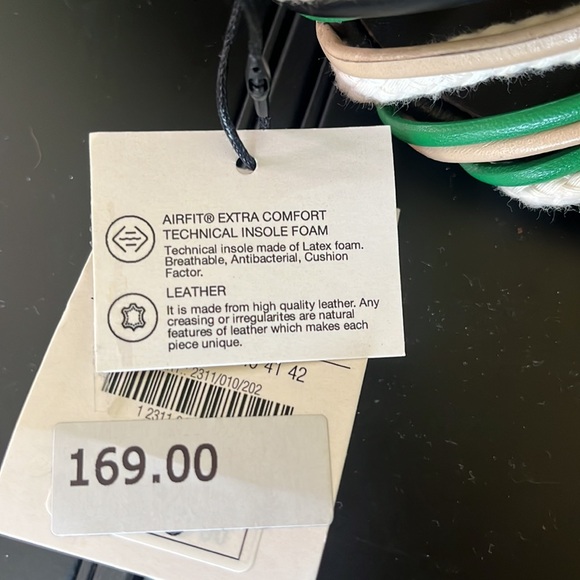 AIRFIT® EXTRA COMFORT
TECHNICAL INSOLE FOAM
Technical insole made of Latex foam.
Breathable, Antibacterial, Cushion
Factor.
LEATHER
It is made from high quality leather. Any
creasing or irregularites are natural
features of leather which makes each
piece unique.
41 42
2311/010/202
1 2311
169.00